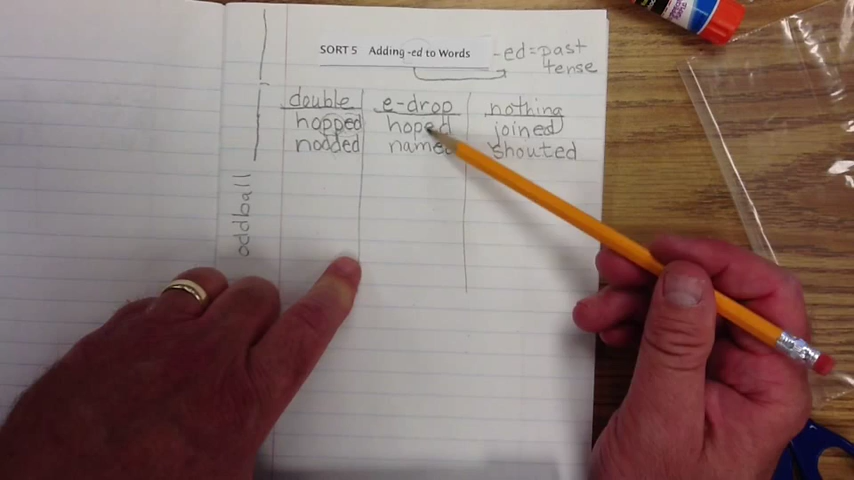 SORT 5 Adding -ed to Words
-ed = past
tense
double e-drop nothing
hopped hoped joined
nodded named shouted
oddball